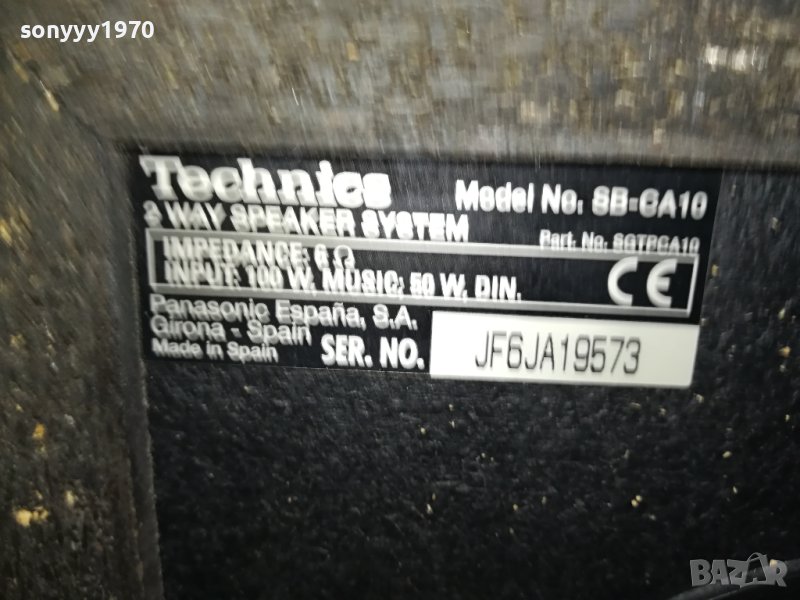 sonyyy1970
Technics
Model No. SB-CA10
2 WAY SPEAKER SYSTEM
Part. No. SGTPCA10
IMPEDANCE: 6 Ω
INPUT: 100 W. MUSIC; 50 W. DIN.
CE
Panasonic España, S.A.
Girona - Spain
Made in Spain
SER. NO.
JF6JA19573
BAZAR